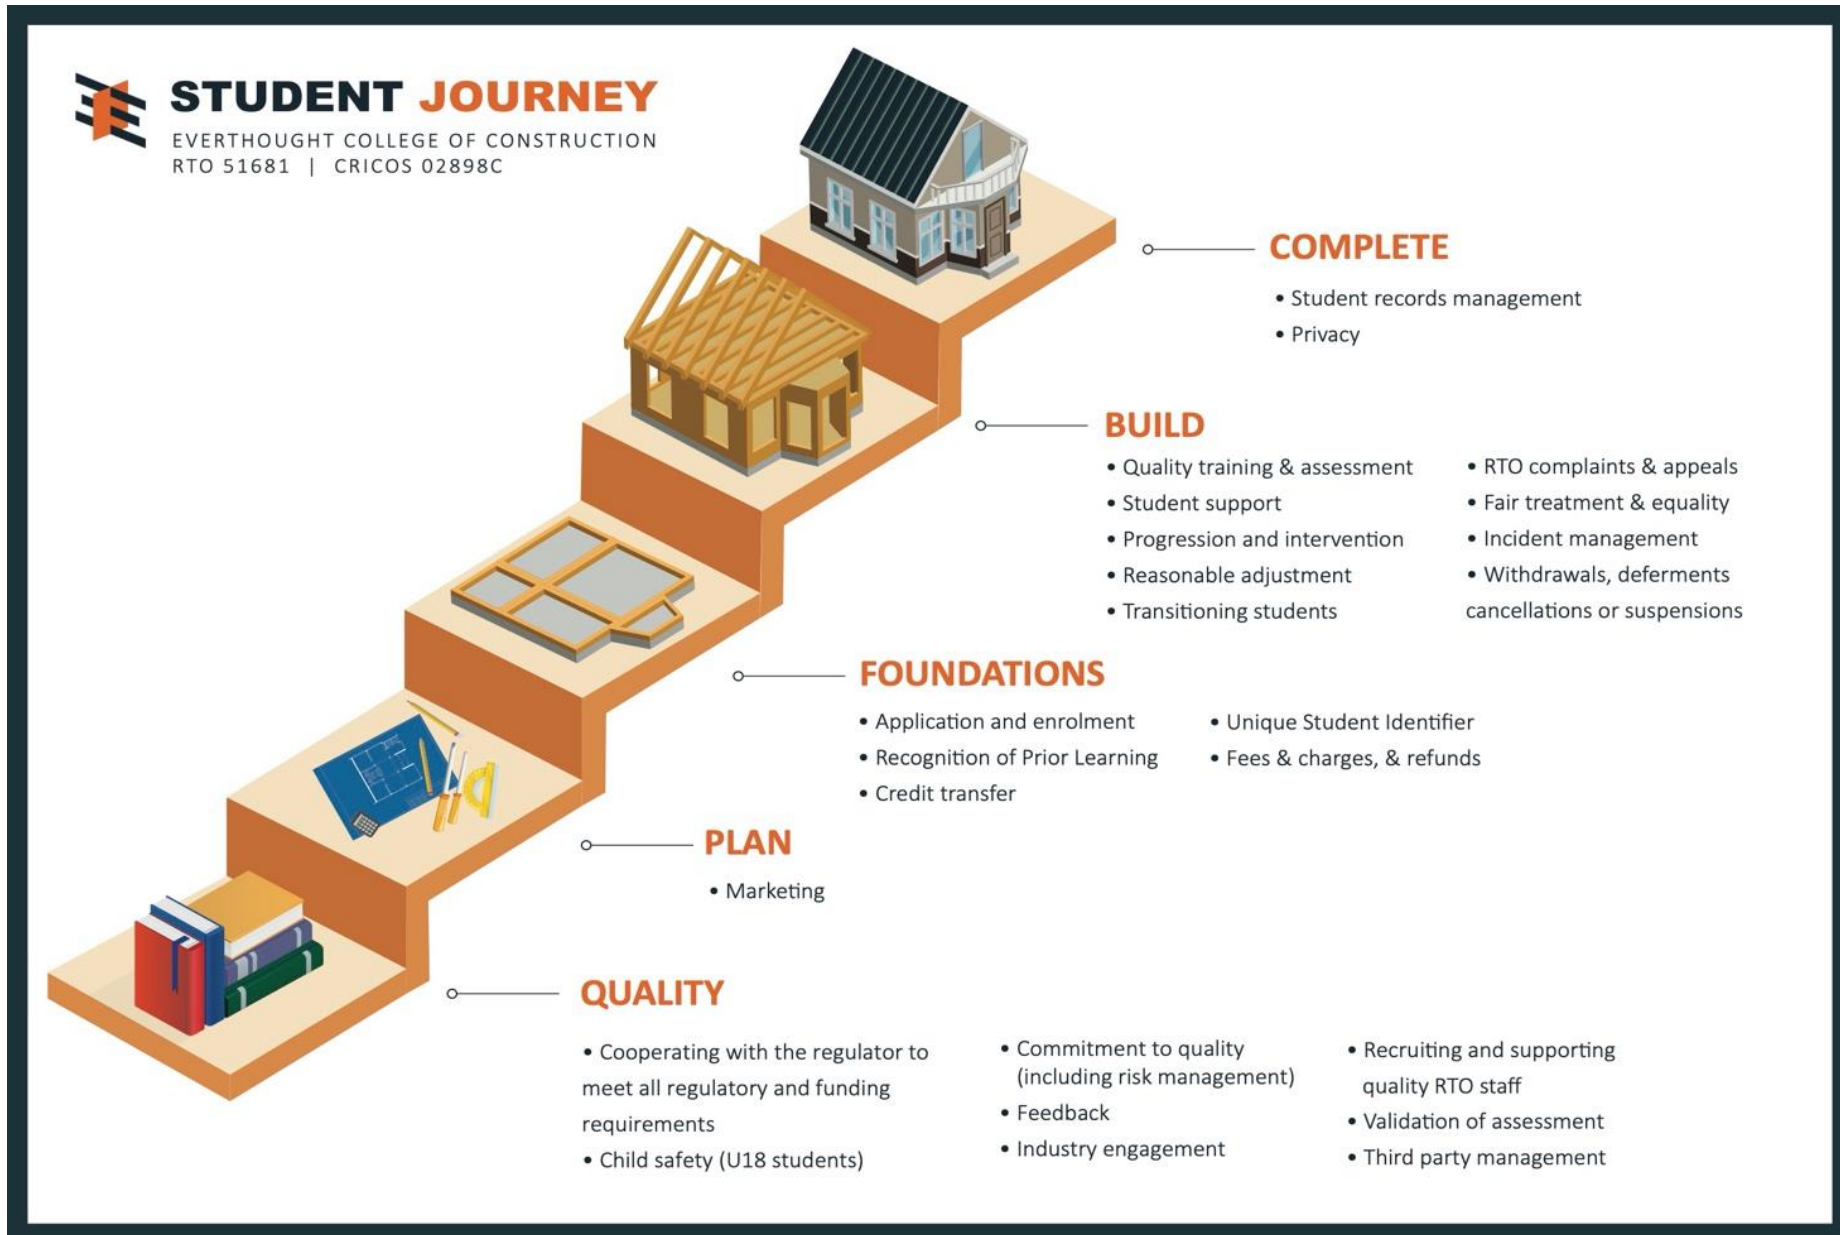 STUDENT JOURNEY
EVERTHOUGHT COLLEGE OF CONSTRUCTION
RTO 51681 | CRICOS 02898C
COMPLETE
• Student records management
• Privacy
BUILD
• Quality training & assessment
• Student support
• Progression and intervention
• Reasonable adjustment
• Transitioning students
• RTO complaints & appeals
• Fair treatment & equality
• Incident management
• Withdrawals, deferments
cancellations or suspensions
FOUNDATIONS
• Application and enrolment
• Recognition of Prior Learning
• Credit transfer
• Unique Student Identifier
• Fees & charges, & refunds
PLAN
• Marketing
QUALITY
• Cooperating with the regulator to
meet all regulatory and funding
requirements
• Child safety (U18 students)
• Commitment to quality
(including risk management)
• Feedback
• Industry engagement
• Recruiting and supporting
quality RTO staff
• Validation of assessment
• Third party management